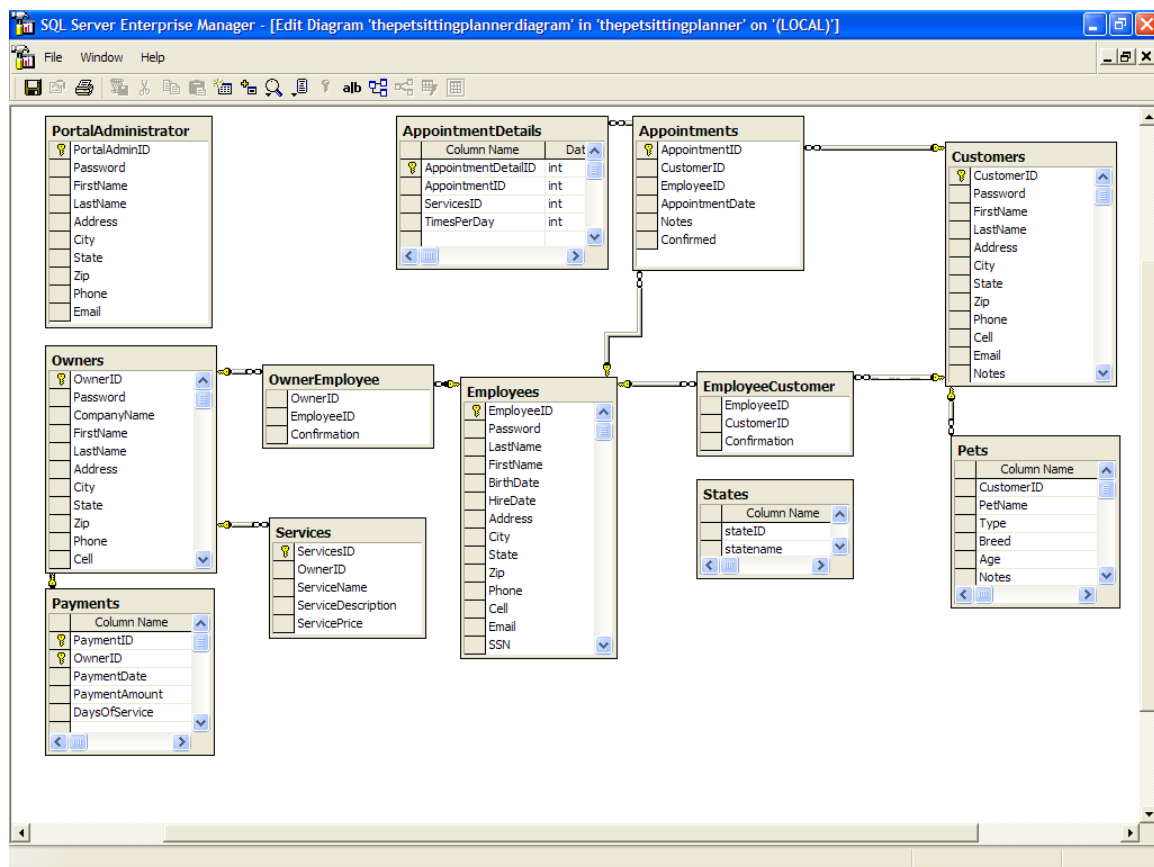 SQL Server Enterprise Manager - [Edit Diagram 'thepetsittingplannerdiagram' in 'thepetsittingplanner' on '(LOCAL)']
File Window Help
a|b
PortalAdministrator
PortalAdminID
Password
FirstName
LastName
Address
City
State
Zip
Phone
Email
AppointmentDetails
Column Name Dat
AppointmentDetailID int
AppointmentID int
ServicesID int
TimesPerDay int
Appointments
AppointmentID
CustomerID
EmployeeID
AppointmentDate
Notes
Confirmed
Customers
CustomerID
Password
FirstName
LastName
Address
City
State
Zip
Phone
Cell
Email
Notes
Owners
OwnerID
Password
CompanyName
FirstName
LastName
Address
City
State
Zip
Phone
Cell
OwnerEmployee
OwnerID
EmployeeID
Confirmation
Employees
EmployeeID
Password
LastName
FirstName
BirthDate
HireDate
Address
City
State
Zip
Phone
Cell
Email
SSN
EmployeeCustomer
EmployeeID
CustomerID
Confirmation
Pets
Column Name
CustomerID
PetName
Type
Breed
Age
Notes
States
Column Name
stateID
statename
Services
ServicesID
OwnerID
ServiceName
ServiceDescription
ServicePrice
Payments
Column Name
PaymentID
OwnerID
PaymentDate
PaymentAmount
DaysOfService